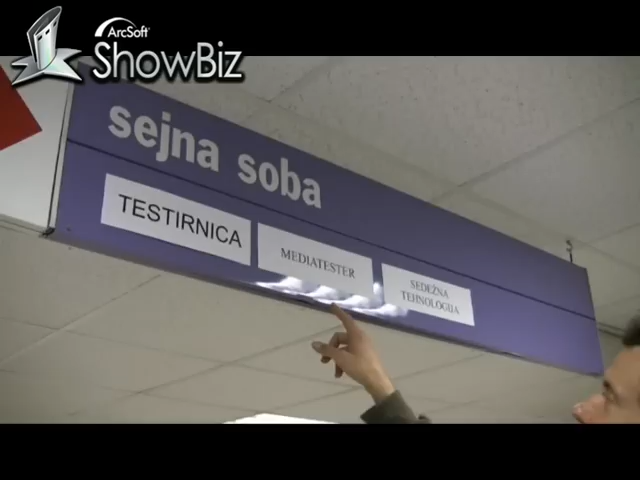 ArcSoft
ShowBiz
sejna soba
TESTIRNICA
MEDIATESTER
SEDEŽNA
TEHNOLOGIJA